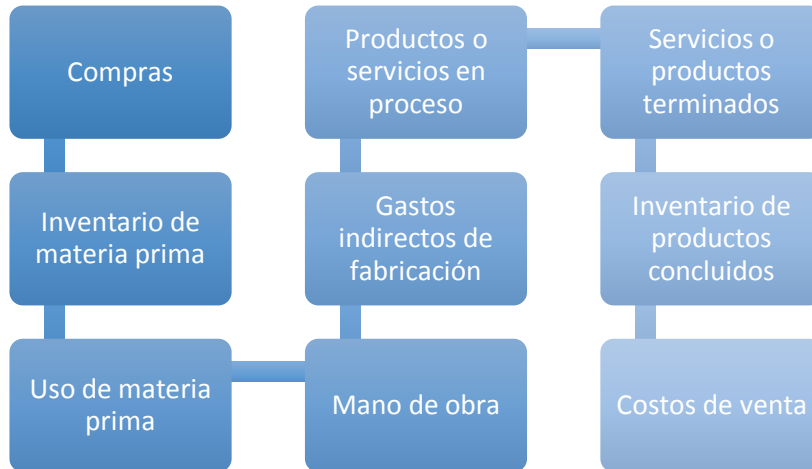 Compras
Inventario de
materia prima
Uso de materia
prima
Mano de obra
Gastos
indirectos de
fabricación
Productos o
servicios en
proceso
Servicios o
productos
terminados
Inventario de
productos
concluidos
Costos de venta